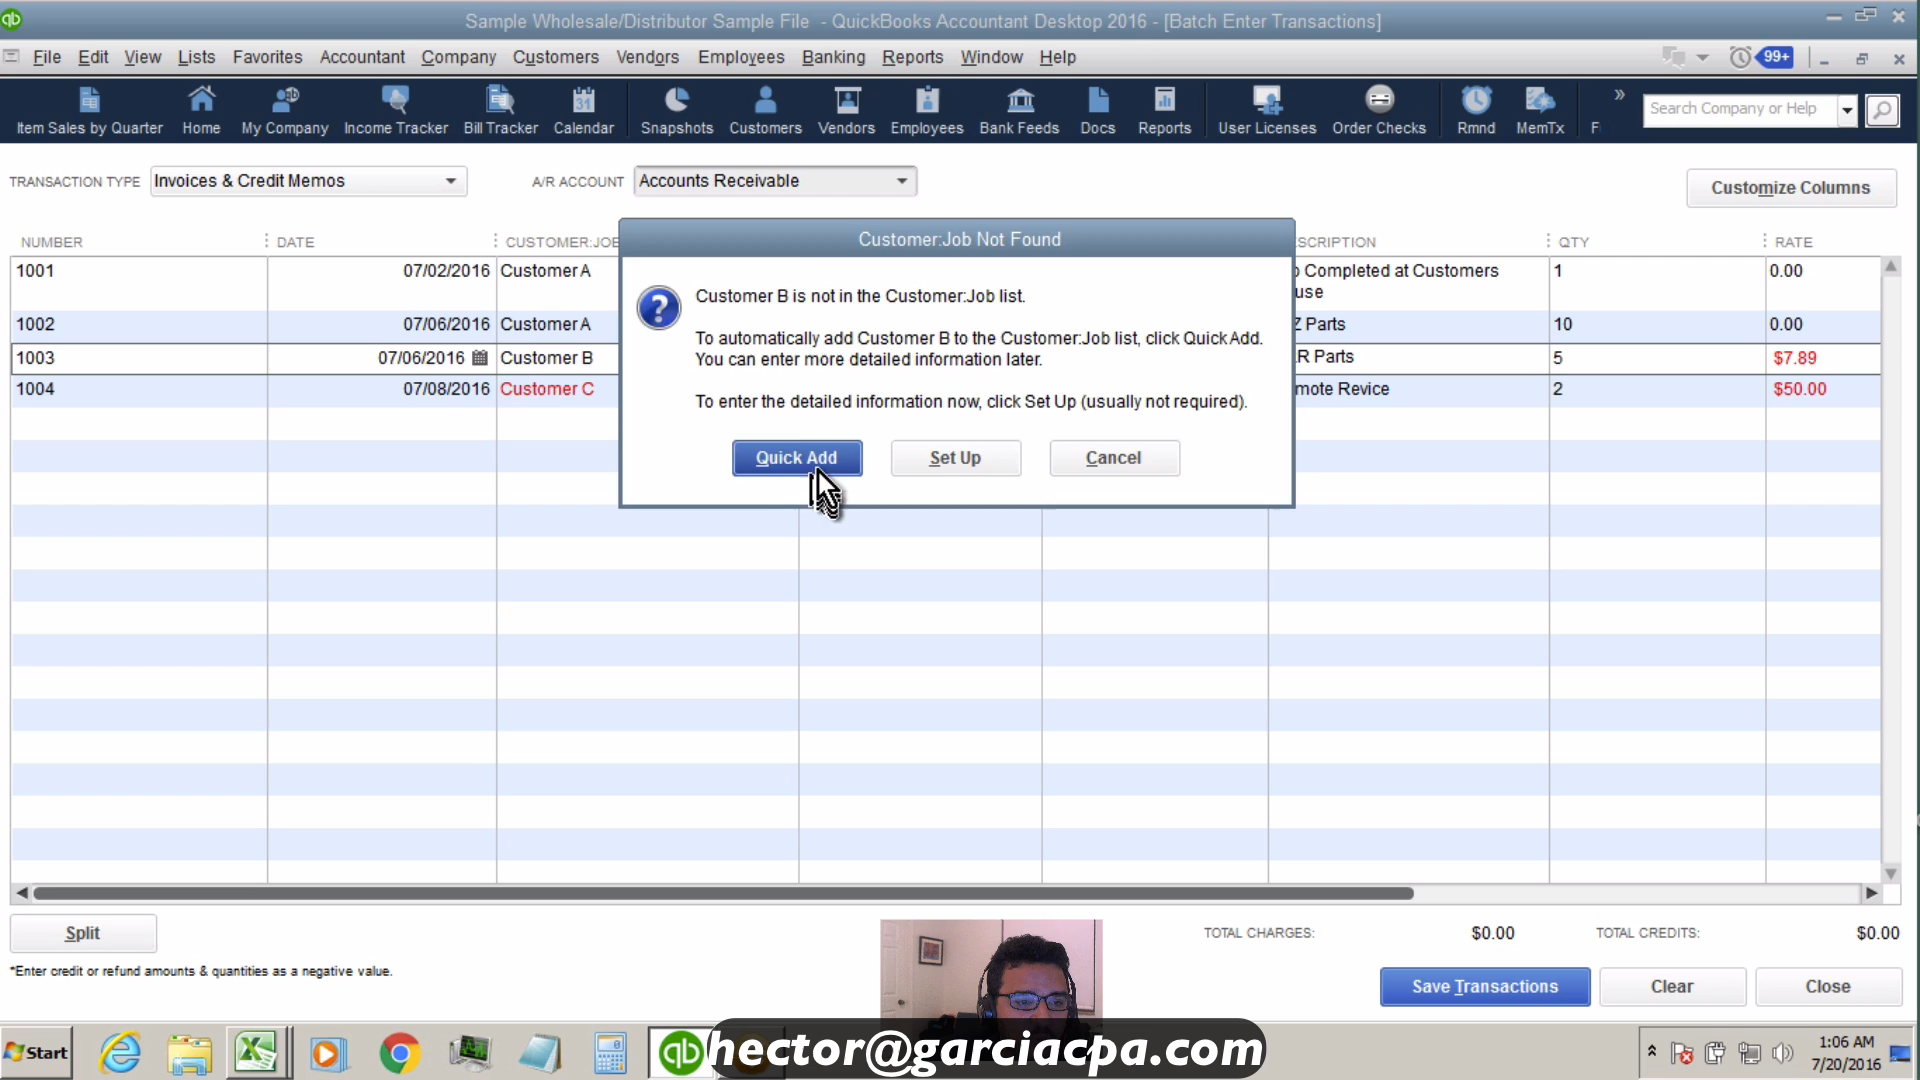 Sample Wholesale/Distributor Sample File - QuickBooks Accountant Desktop 2016 - [Batch Enter Transactions]
File Edit View Lists Favorites Accountant Company Customers Vendors Employees Banking Reports Window Help
99+
Item Sales by Quarter Home My Company Income Tracker Bill Tracker Calendar Snapshots Customers Vendors Employees Bank Feeds Docs Reports User Licenses Order Checks Rmnd MemTx F
Search Company or Help
TRANSACTION TYPE Invoices & Credit Memos A/R ACCOUNT Accounts Receivable
Customize Columns
NUMBER DATE CUSTOMER:JOB SCRIPTION QTY RATE
1001 07/02/2016 Customer A Completed at Customers 1 0.00
use
1002 07/06/2016 Customer A Z Parts 10 0.00
1003 07/06/2016 Customer B R Parts 5 $7.89
1004 07/08/2016 Customer C mote Revice 2 $50.00
Customer:Job Not Found
Customer B is not in the Customer:Job list.
To automatically add Customer B to the Customer:Job list, click Quick Add.
You can enter more detailed information later.
To enter the detailed information now, click Set Up (usually not required).
Quick Add Set Up Cancel
Split
TOTAL CHARGES: $0.00 TOTAL CREDITS: $0.00
*Enter credit or refund amounts & quantities as a negative value.
Save Transactions Clear Close
Start
qb
hector@garciacpa.com
1:06 AM
7/20/2016